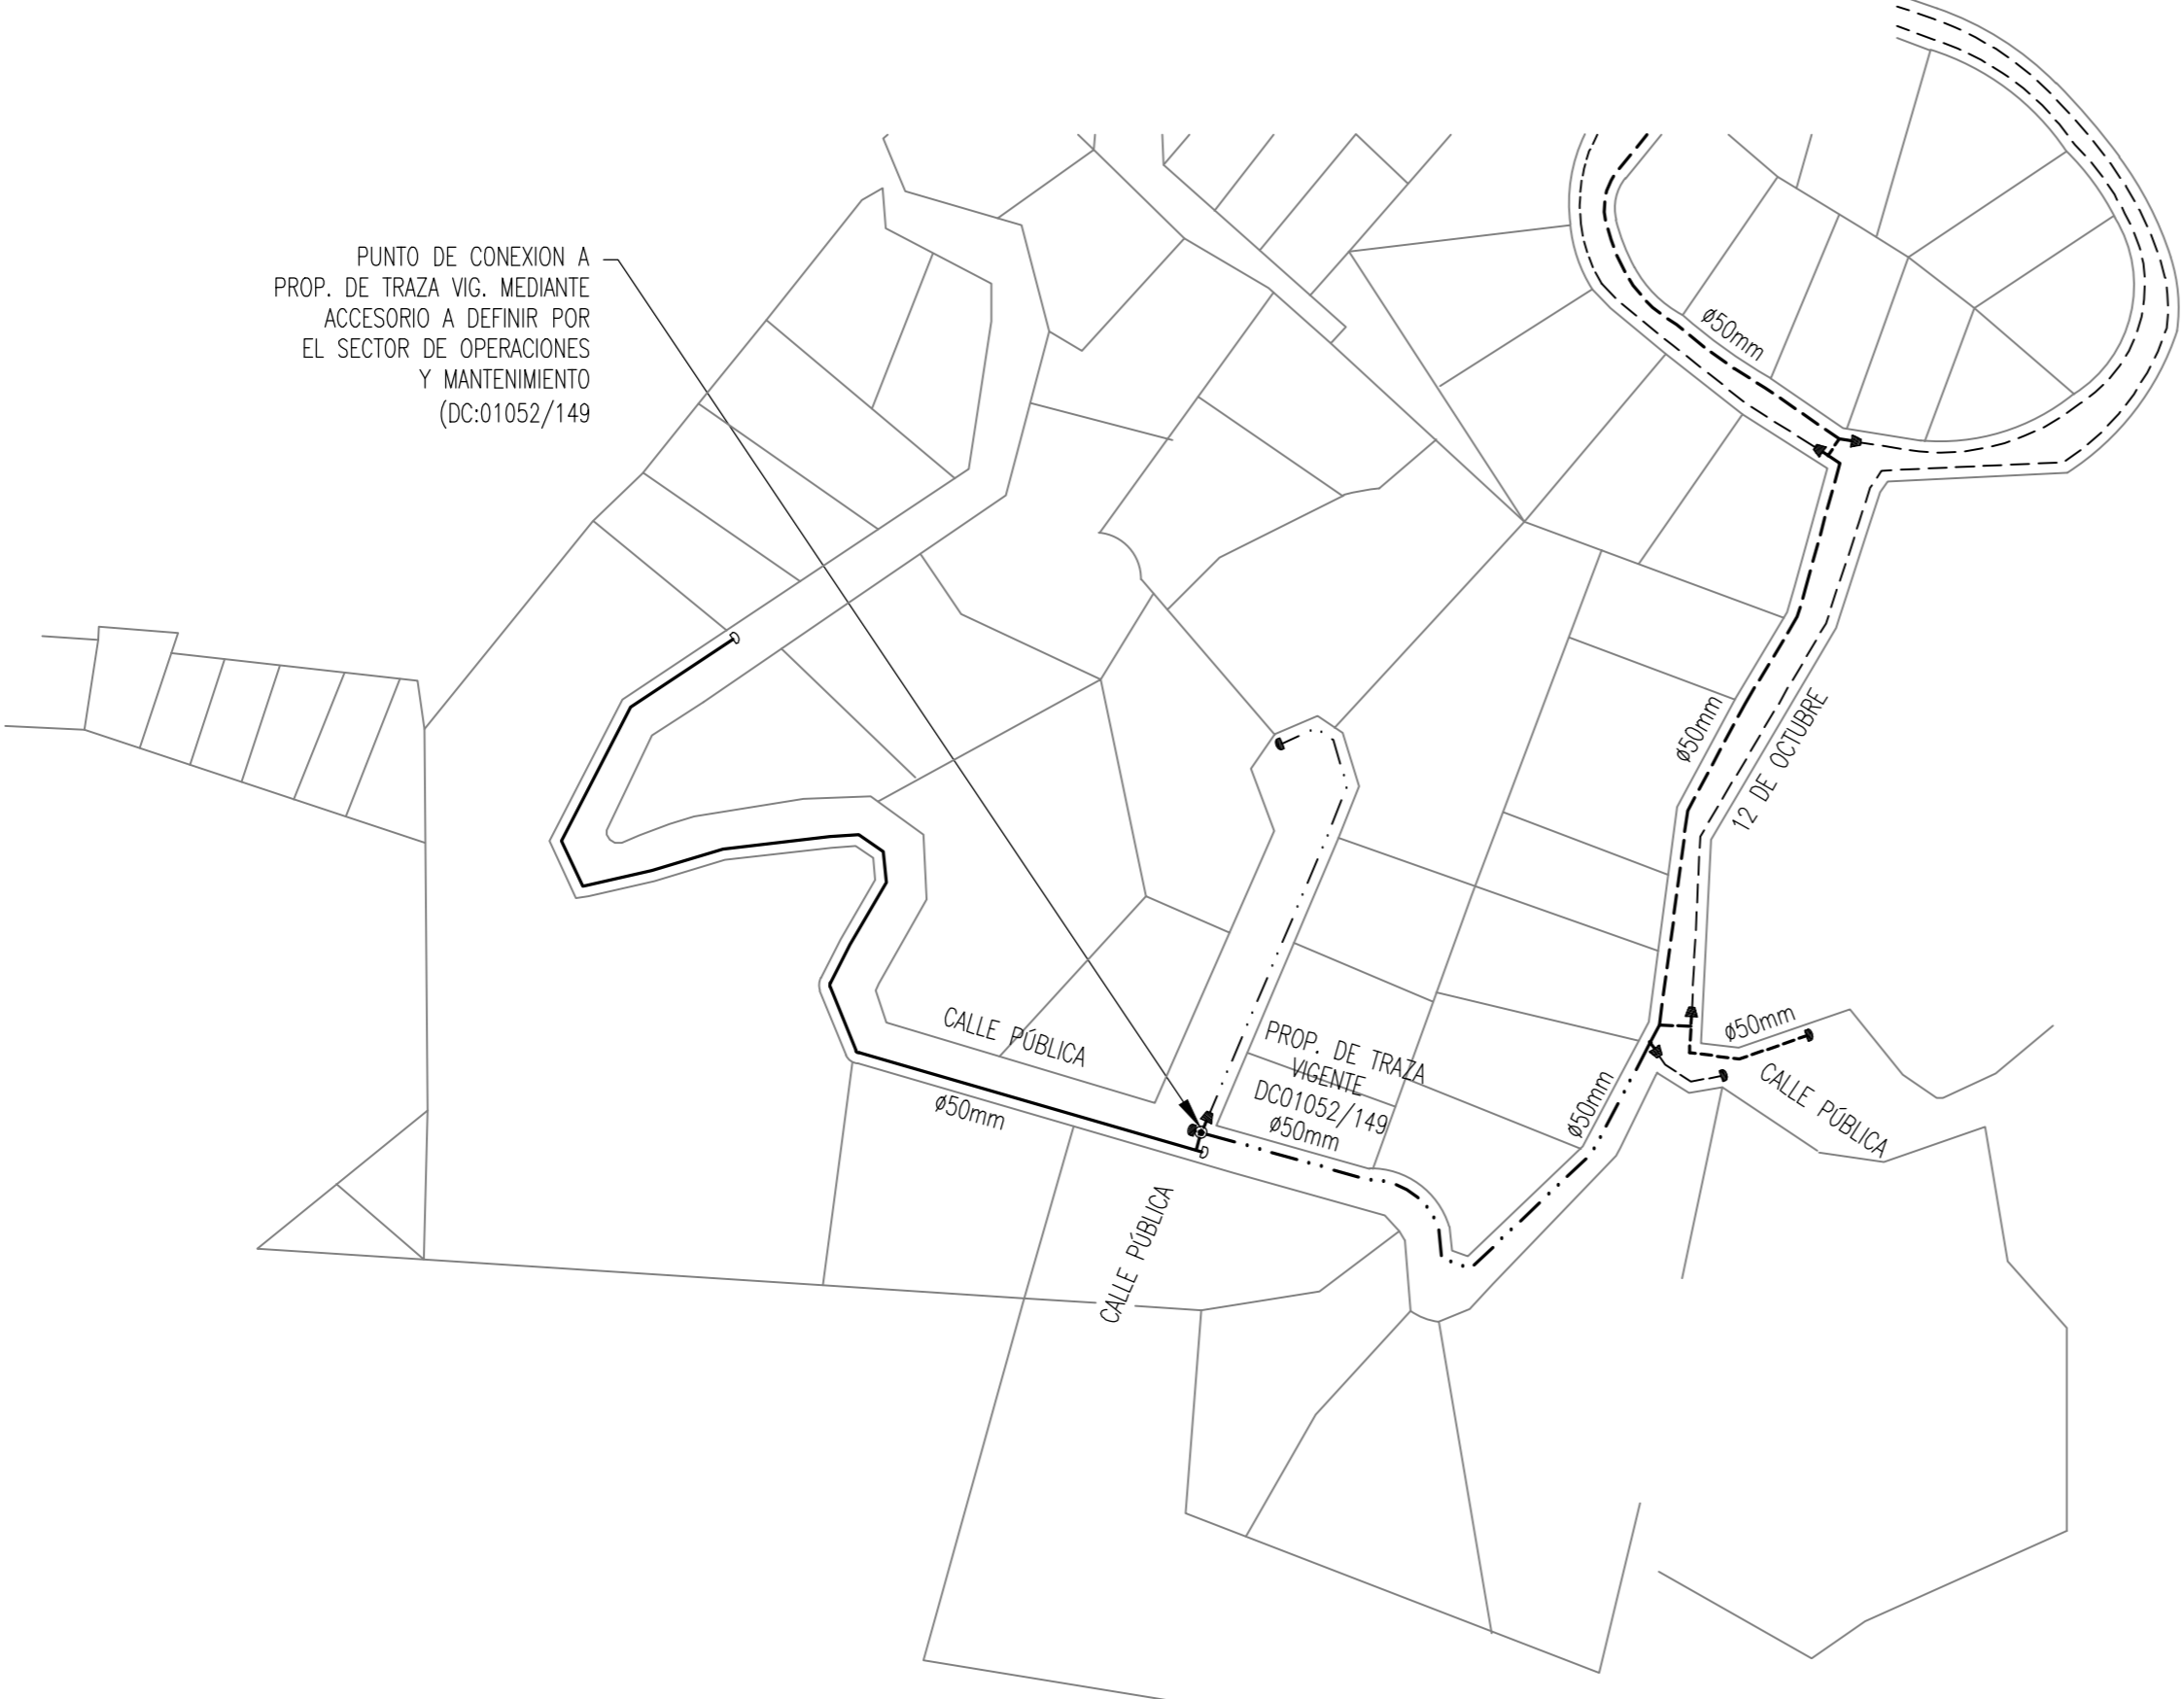 PUNTO DE CONEXION A
PROP. DE TRAZA VIG. MEDIANTE
ACCESORIO A DEFINIR POR
EL SECTOR DE OPERACIONES
Y MANTENIMIENTO
(DC:01052/149
ø50mm
ø50mm
12 DE OCTUBRE
ø50mm
CALLE PÚBLICA
CALLE PÚBLICA
ø50mm
PROP. DE TRAZA
VIGENTE
DC01052/149
ø50mm
ø50mm
CALLE PÚBLICA